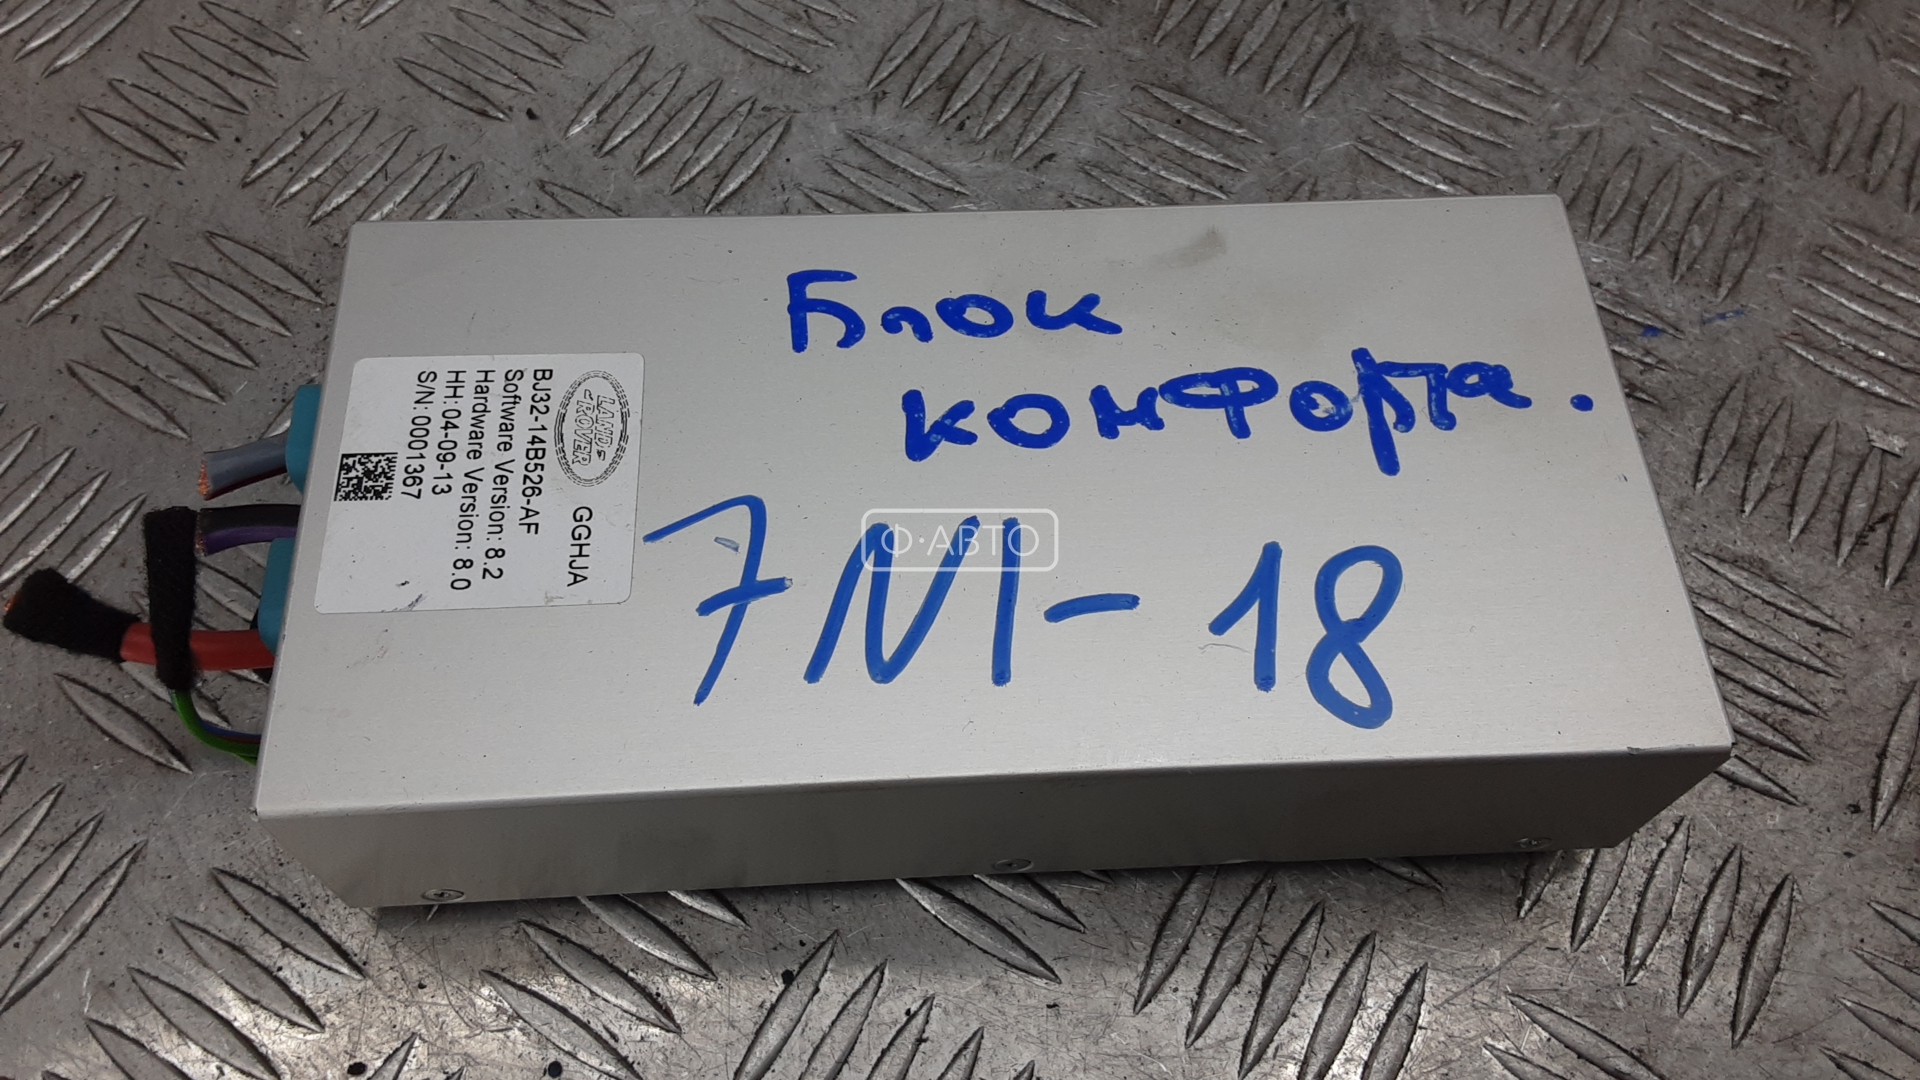 Блок
комфорта.
7М-18
Ф·АВТО
LAND-
-ROVER
GGHJA
BJ32-14B526-AF
Software Version: 8.2
Hardware Version: 8.0
HH: 04-09-13
S/N: 0001367